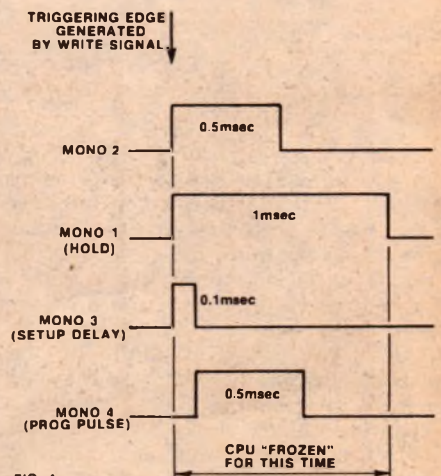 TRIGGERING EDGE
GENERATED
BY WRITE SIGNAL
0.5msec
MONO 2
1msec
MONO 1
(HOLD)
0.1msec
MONO 3
(SETUP DELAY)
0.5msec
MONO 4
(PROG PULSE)
CPU "FROZEN"
FOR THIS TIME